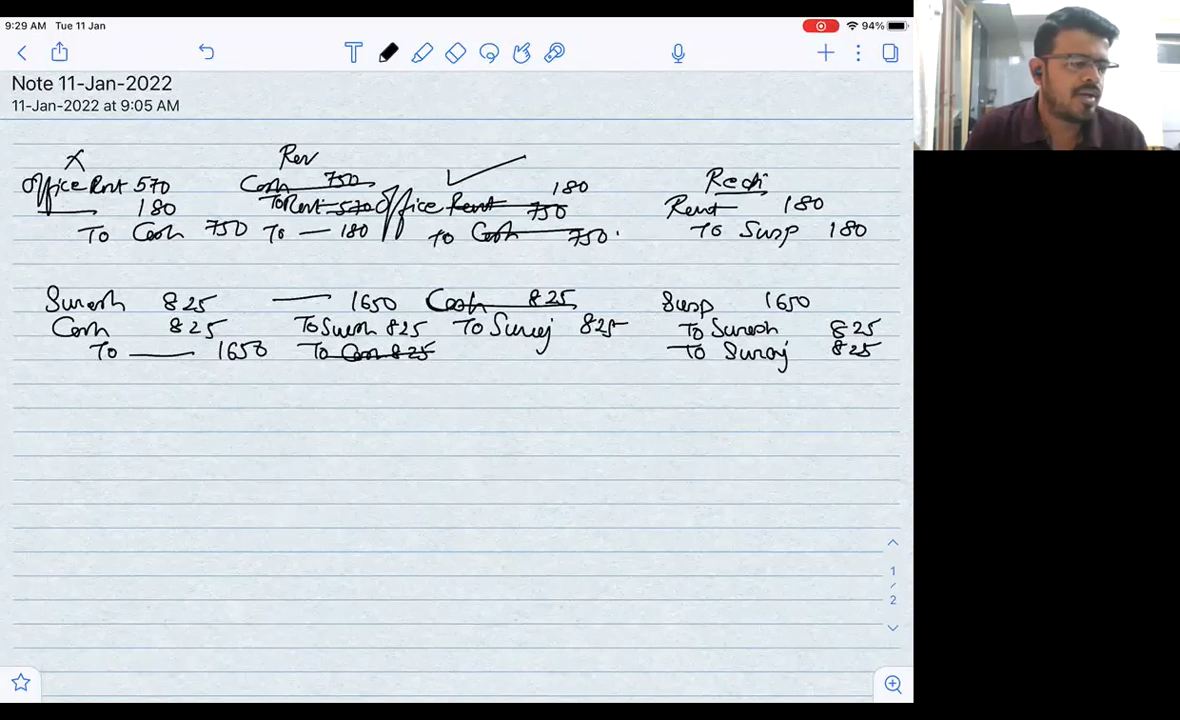 9:29 AM Tue 11 Jan 94%
T
Note 11-Jan-2022
11-Jan-2022 at 9:05 AM
X Rev ✓ Recti
Office Rent 570 Cash 750 180 Rent 180
180 To Rent 570 Office Rent 750 To Susp 180
To Cash 750 To — 180 To Cash 750
Suresh 825 — 1650 Cash 825 Susp 1650
Cash 825 To Suresh 825 To Suraj 825 To Suresh 825
To — 1650 To Cash 825 To Suraj 825
1
/
2